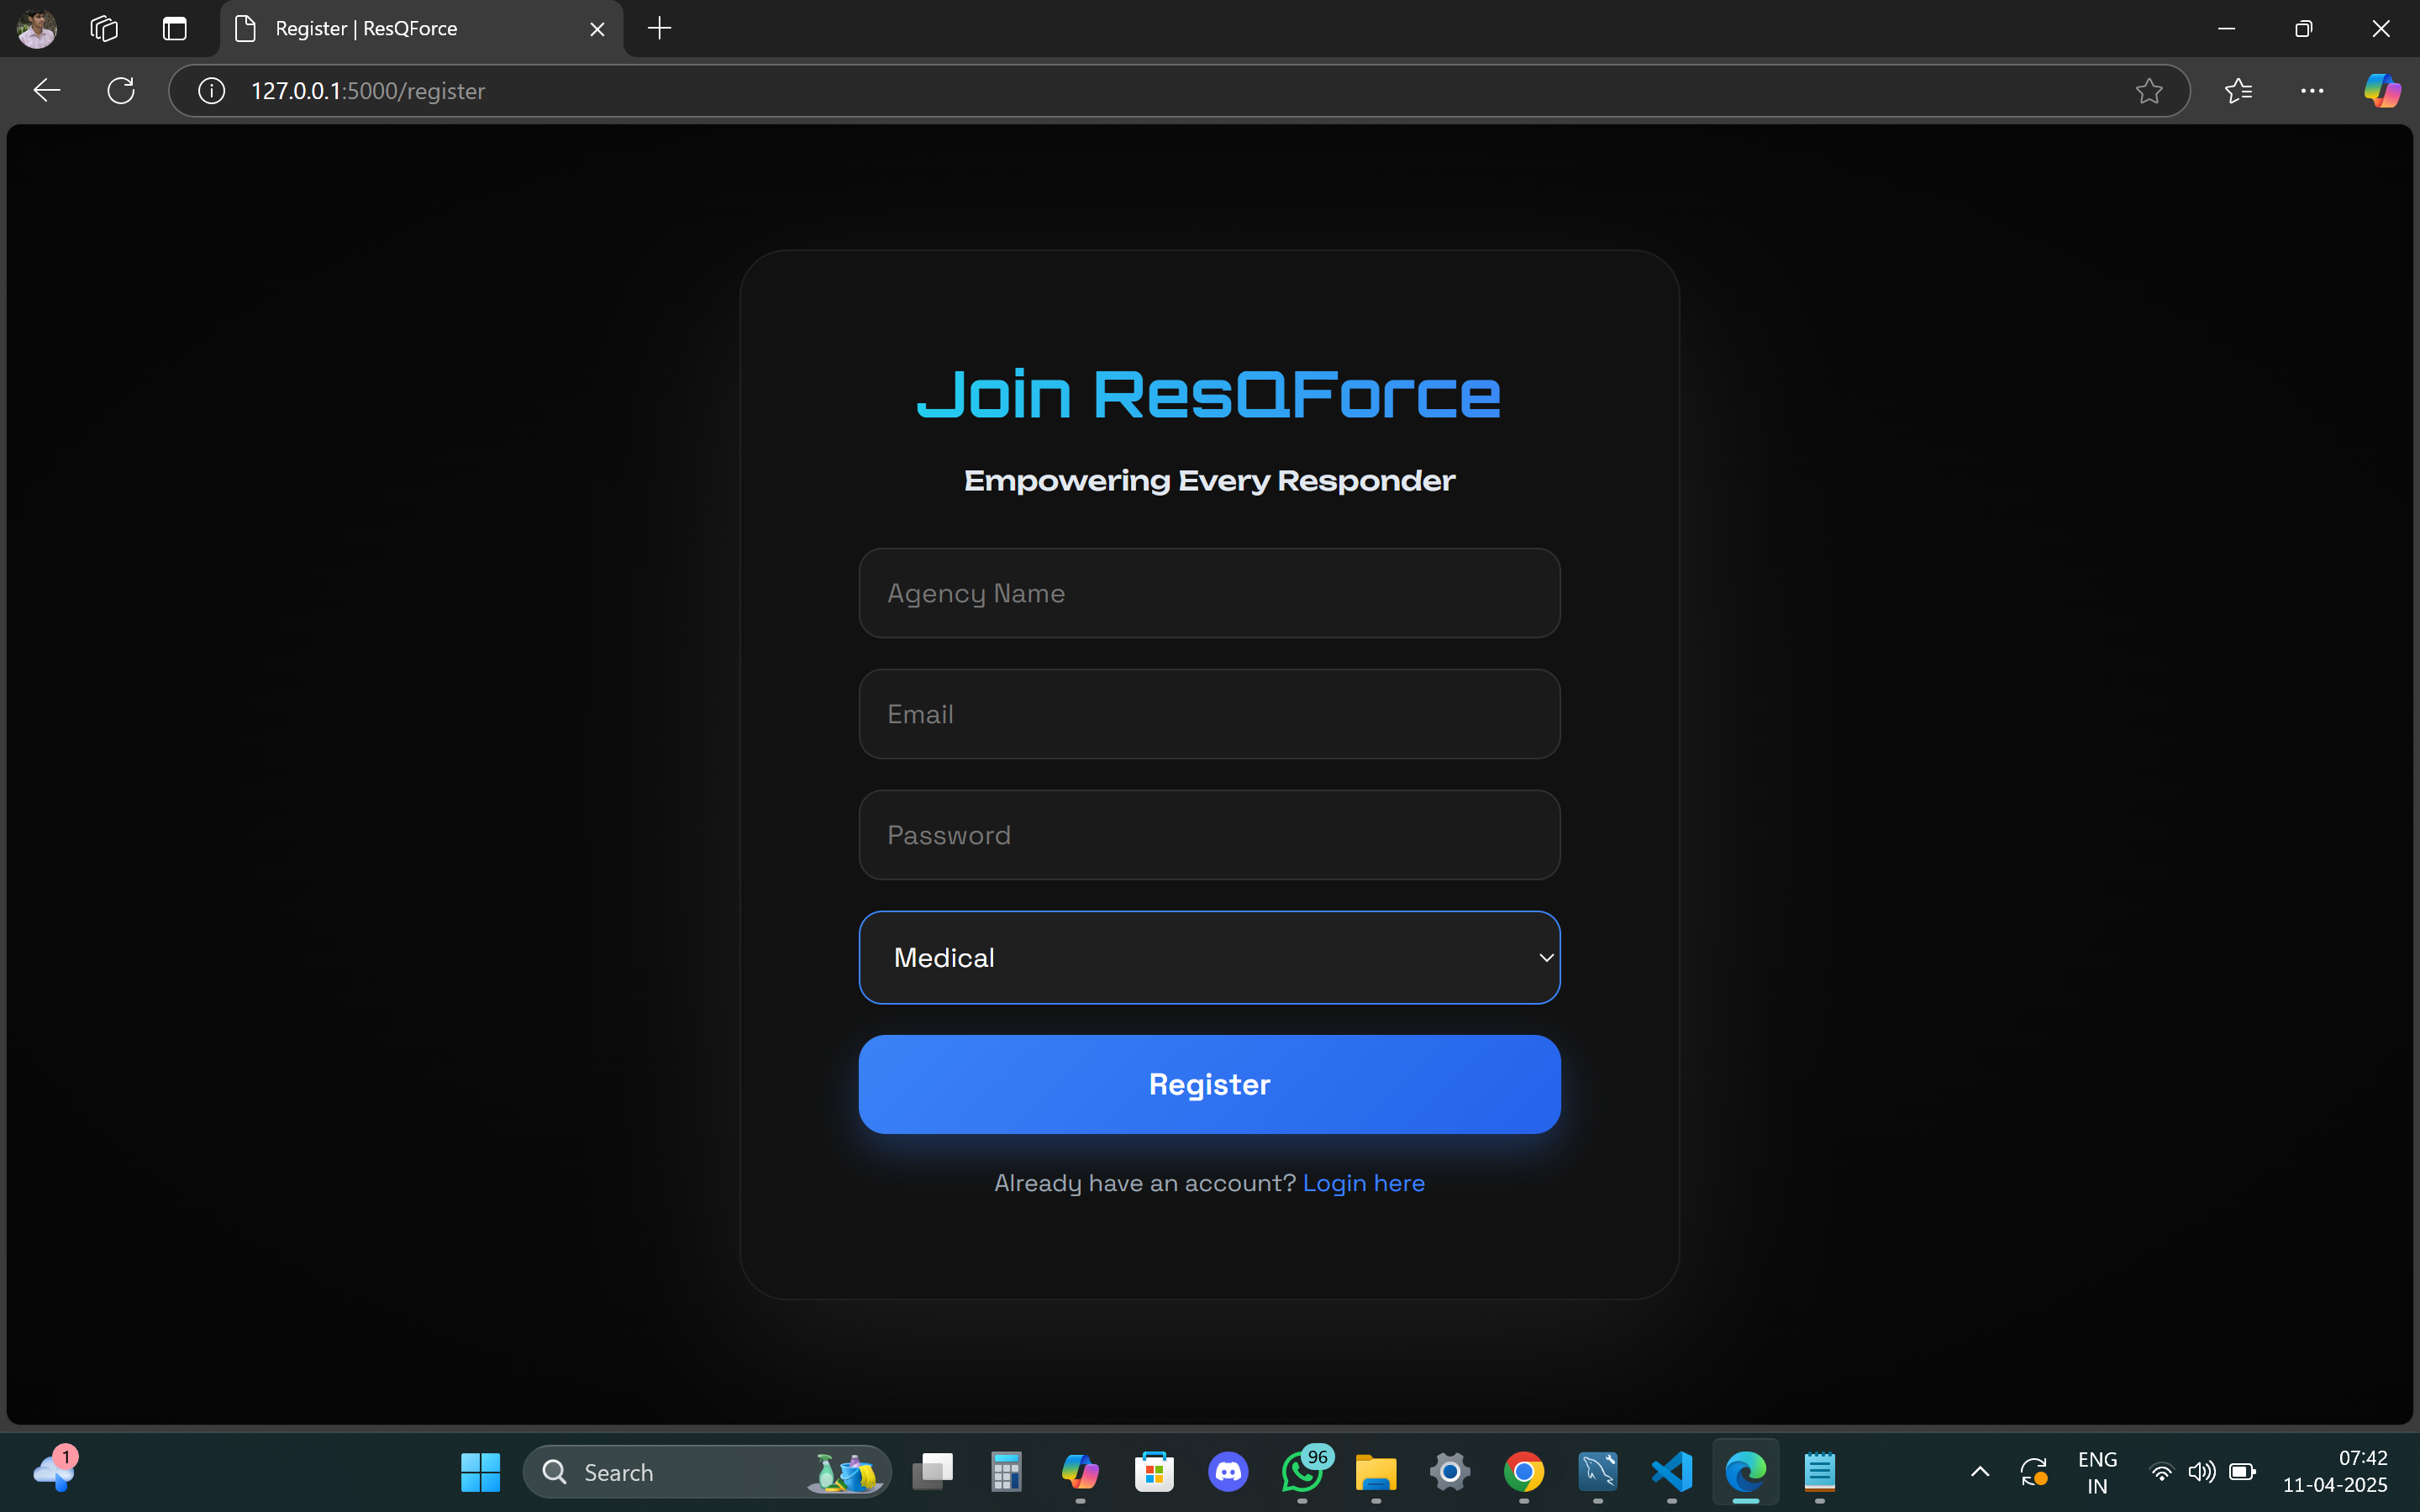 Register | ResQForce
127.0.0.1:5000/register
Join ResQForce
Empowering Every Responder
Agency Name
Email
Password
Medical
Register
Already have an account? Login here
1
Search
96
ENG
IN
07:42
11-04-2025